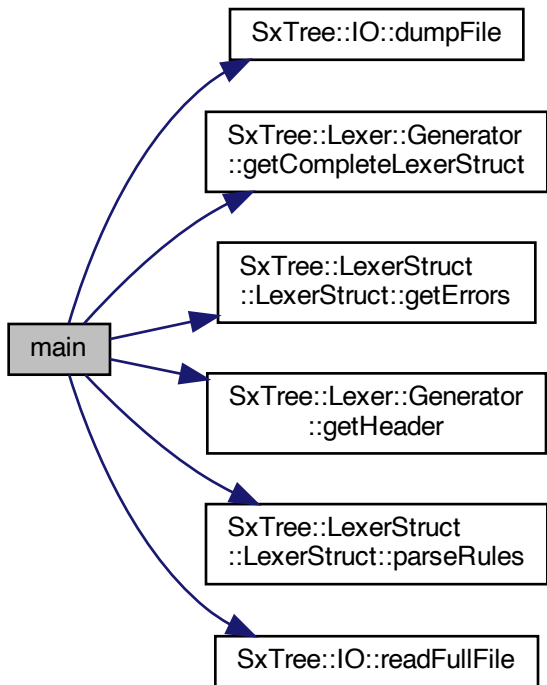 SxTree::IO::dumpFile
SxTree::Lexer::Generator
::getCompleteLexerStruct
SxTree::LexerStruct
::LexerStruct::getErrors
main
SxTree::Lexer::Generator
::getHeader
SxTree::LexerStruct
::LexerStruct::parseRules
SxTree::IO::readFullFile